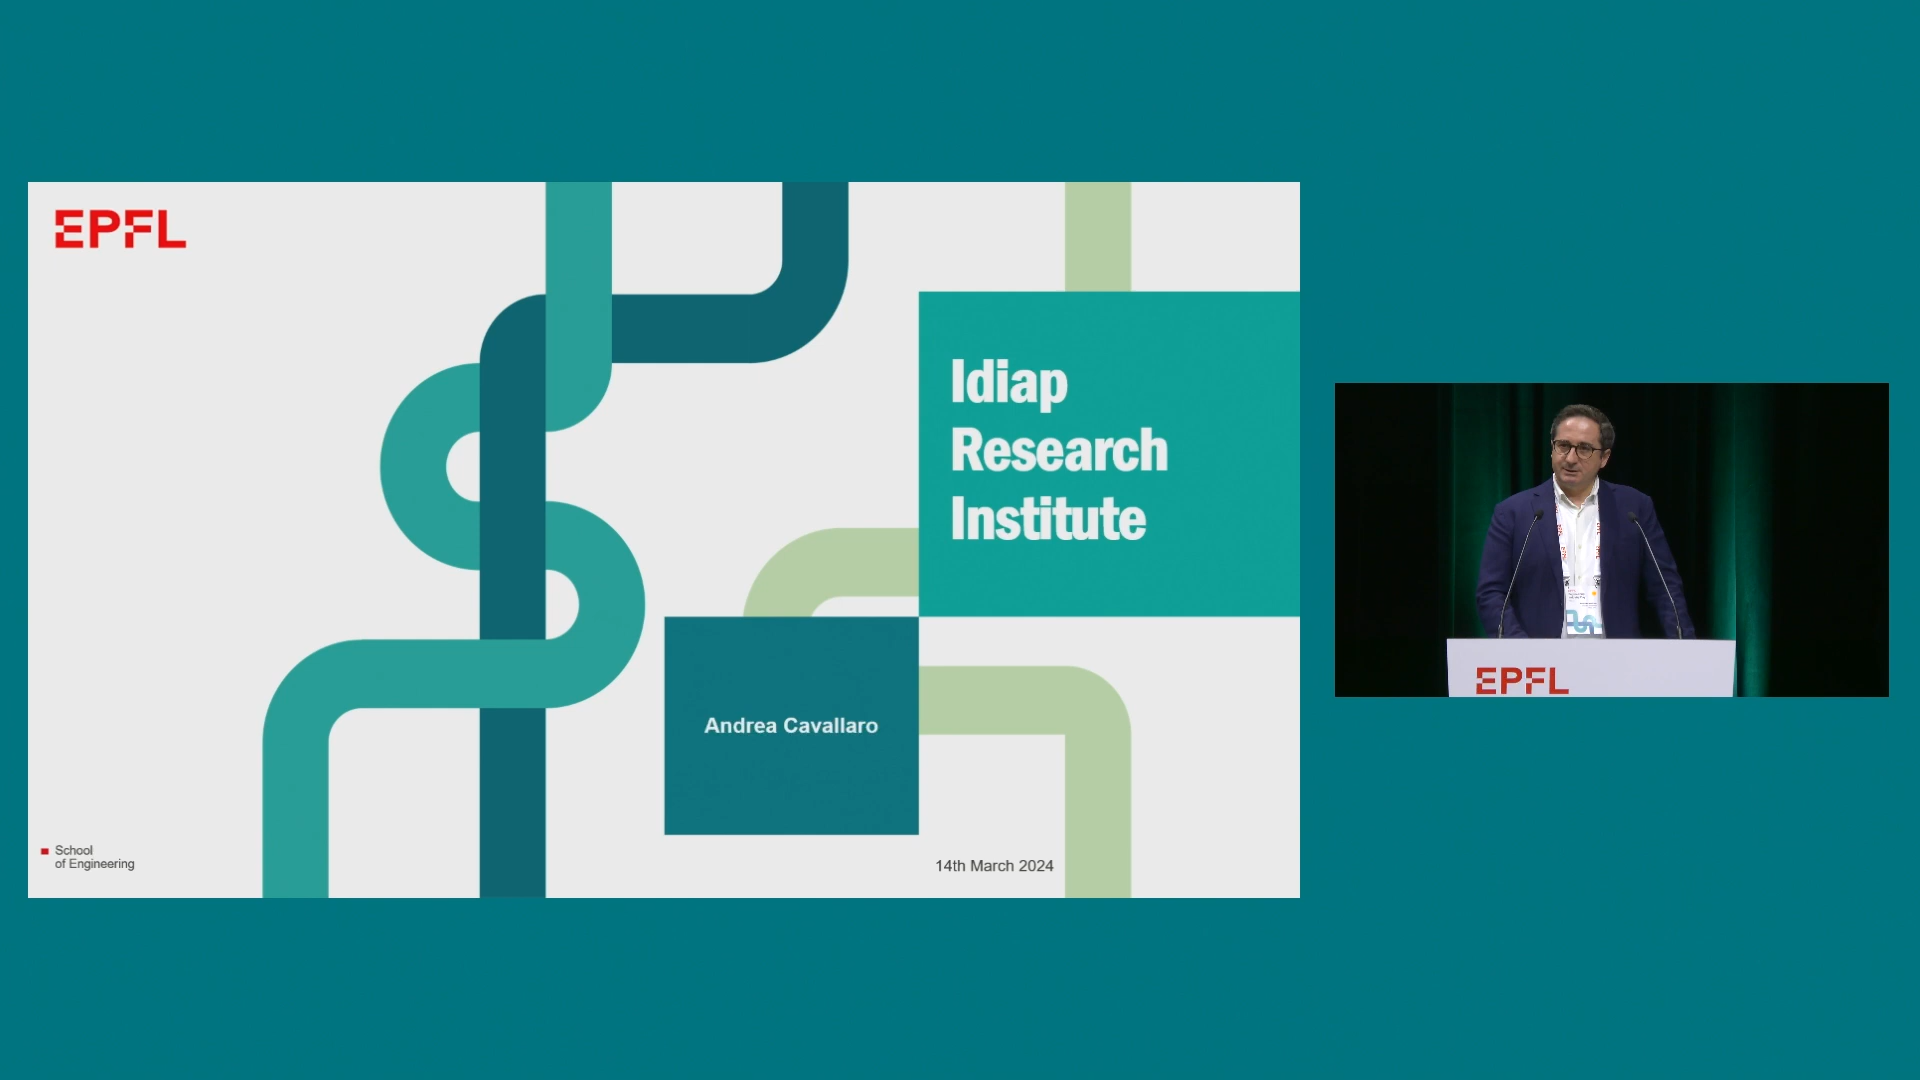 EPFL
Idiap
Research
Institute
Andrea Cavallaro
School
of Engineering
14th March 2024
EPFL